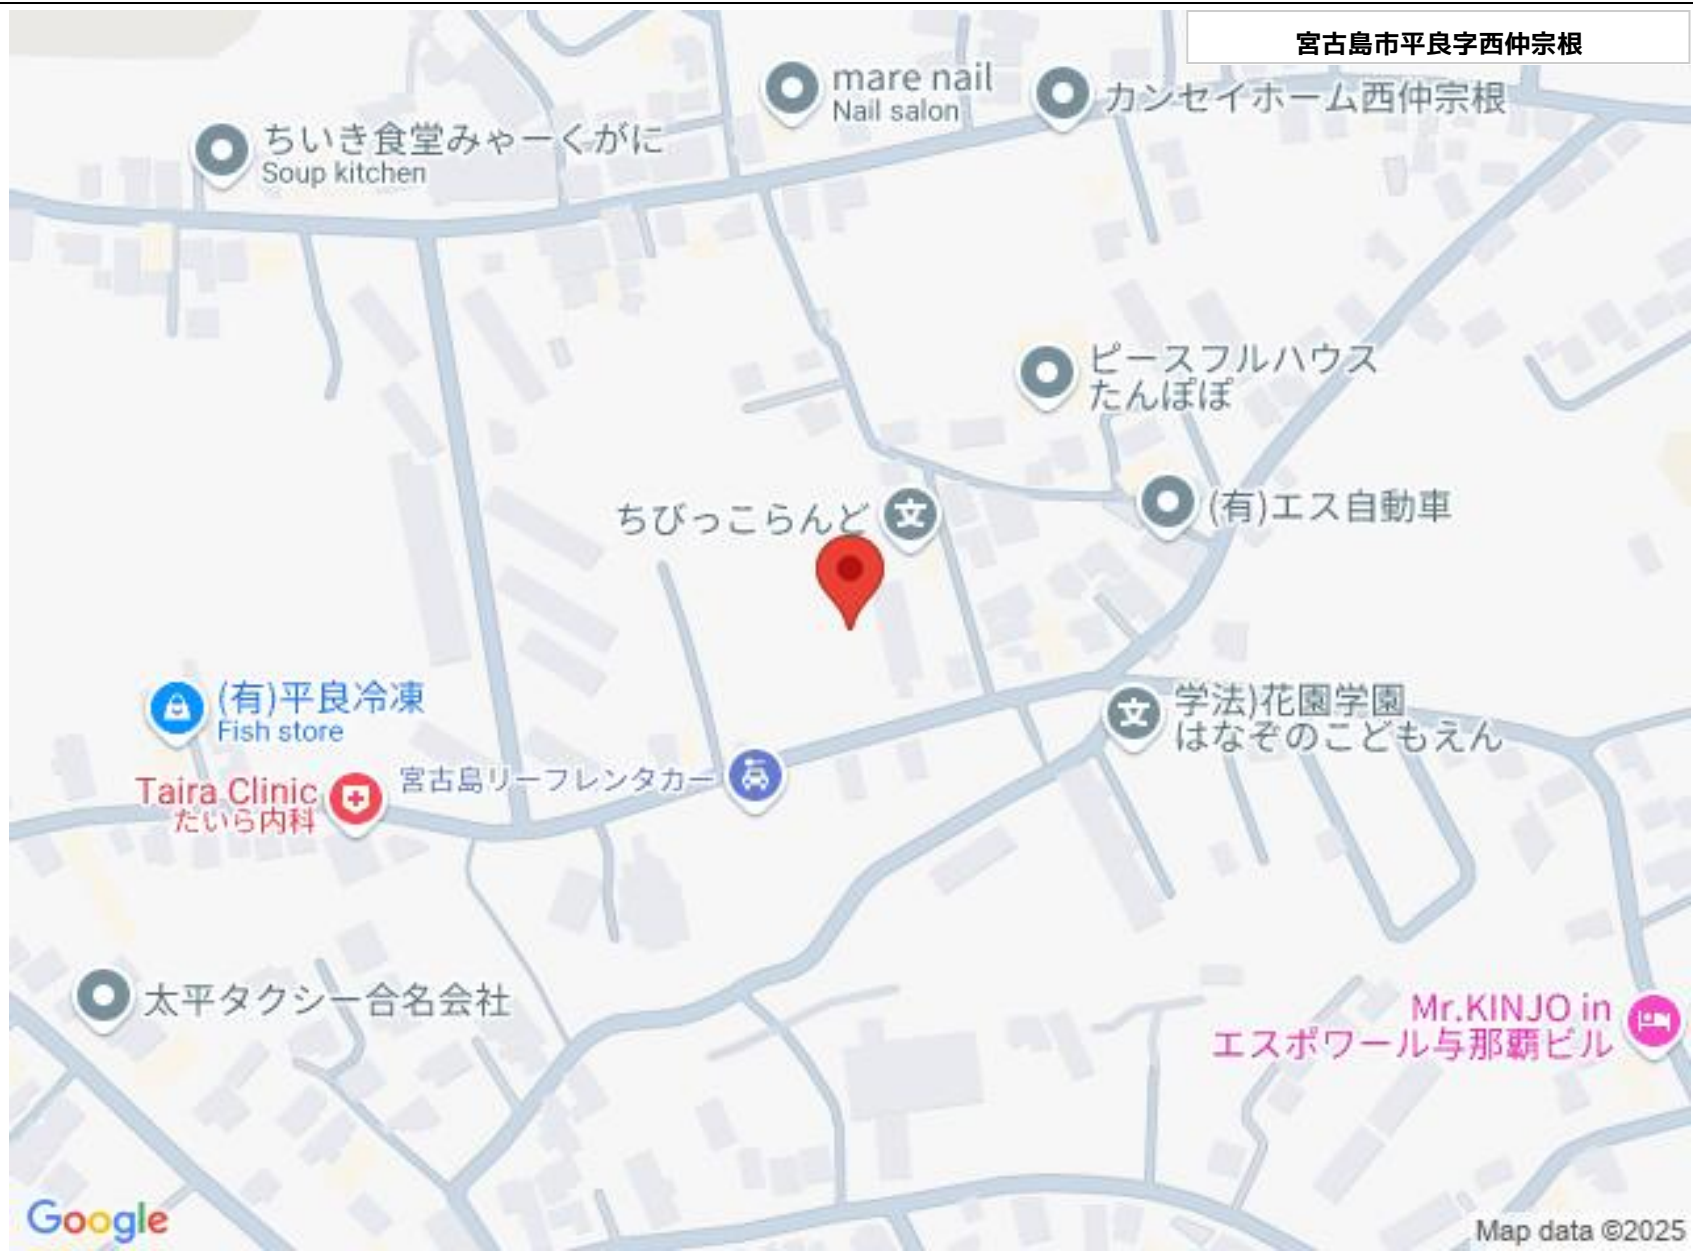 宮古島市平良字西仲宗根
mare nail
Nail salon
カンセイホーム西仲宗根
ちいき食堂みゃーくがに
Soup kitchen
ピースフルハウス
たんぽぽ
ちびっこらんど
(有)エス自動車
(有)平良冷凍
Fish store
学法)花園学園
はなぞのこどもえん
Taira Clinic
たいら内科
宮古島リーフレンタカー
太平タクシー合名会社
Mr.KINJO in
エスポワール与那覇ビル
Google
Map data ©2025